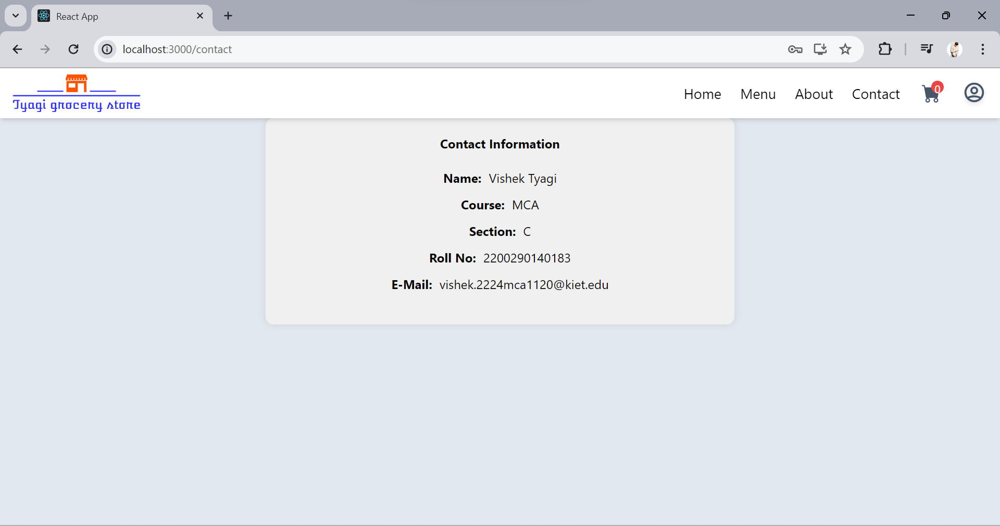 React App
localhost:3000/contact
Tyagi grocery store
Home Menu About Contact 0
Contact Information
Name: Vishek Tyagi
Course: MCA
Section: C
Roll No: 2200290140183
E-Mail: vishek.2224mca1120@kiet.edu